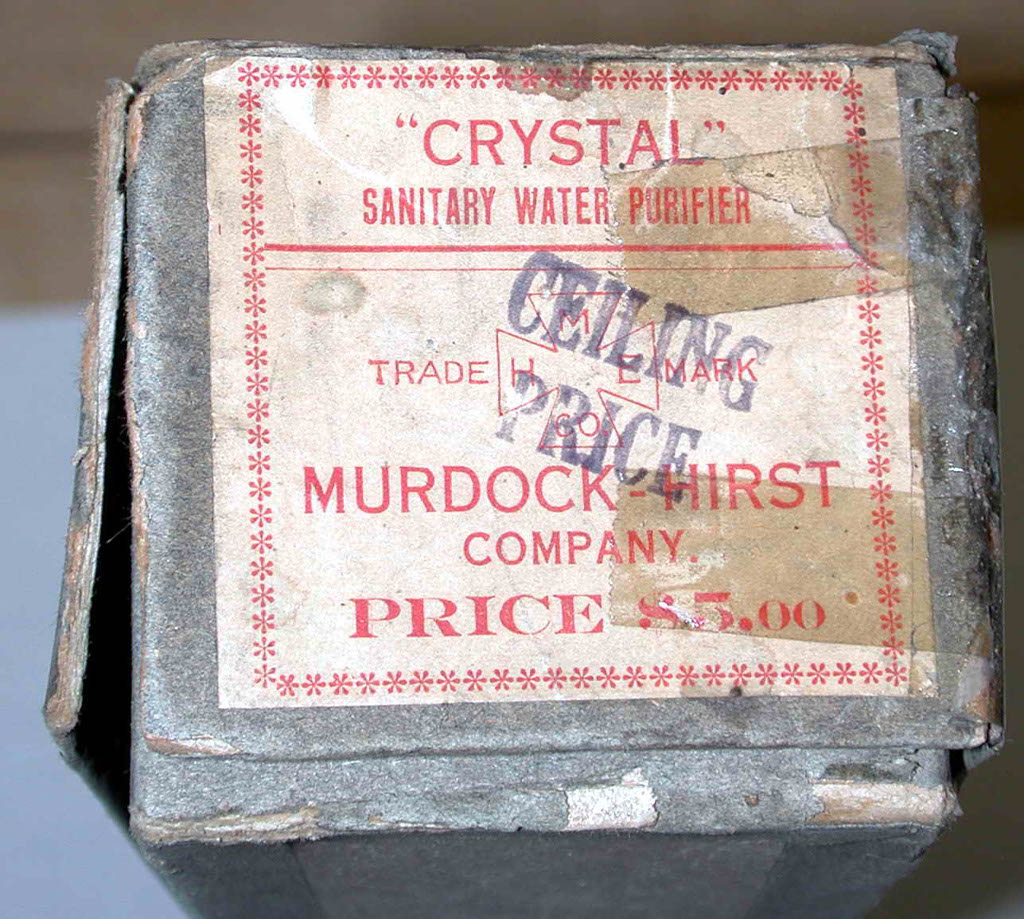 “CRYSTAL”
SANITARY WATER PURIFIER
CEILING
PRICE
M
TRADE H E MARK
CO
MURDOCK-HIRST
COMPANY.
PRICE $5.00